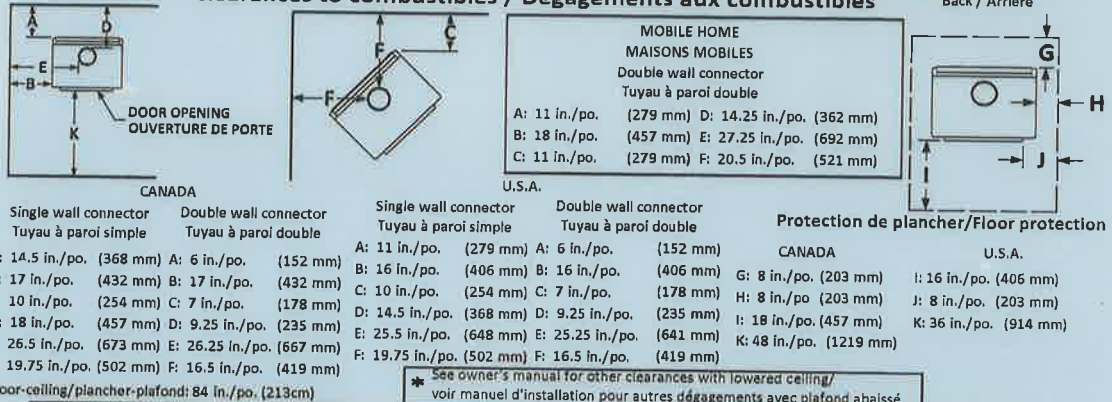 Clearances to combustibles / Dégagements aux combustibles
Back / Arrière
A
D
E
B
K
DOOR OPENING
OUVERTURE DE PORTE
F
C
F
MOBILE HOME
MAISONS MOBILES
Double wall connector
Tuyau à paroi double
A: 11 in./po. (279 mm) D: 14.25 in./po. (362 mm)
B: 18 in./po. (457 mm) E: 27.25 in./po. (692 mm)
C: 11 in./po. (279 mm) F: 20.5 in./po. (521 mm)
G
H
J
I
CANADA
Single wall connector Double wall connector
Tuyau à paroi simple Tuyau à paroi double
: 14.5 in./po. (368 mm) A: 6 in./po. (152 mm)
17 in./po. (432 mm) B: 17 in./po. (432 mm)
10 in./po. (254 mm) C: 7 in./po. (178 mm)
18 in./po. (457 mm) D: 9.25 in./po. (235 mm)
26.5 in./po. (673 mm) E: 26.25 in./po. (667 mm)
19.75 in./po. (502 mm) F: 16.5 in./po. (419 mm)
oor-ceiling/plancher-plafond: 84 in./po. (213cm)
U.S.A.
Single wall connector Double wall connector
Tuyau à paroi simple Tuyau à paroi double
A: 11 in./po. (279 mm) A: 6 in./po. (152 mm)
B: 16 in./po. (406 mm) B: 16 in./po. (406 mm)
C: 10 in./po. (254 mm) C: 7 in./po. (178 mm)
D: 14.5 in./po. (368 mm) D: 9.25 in./po. (235 mm)
E: 25.5 in./po. (648 mm) E: 25.25 in./po. (641 mm)
F: 19.75 in./po. (502 mm) F: 16.5 in./po. (419 mm)
* See owner's manual for other clearances with lowered ceiling/
voir manuel d'installation pour autres dégagements avec plafond abaissé
Protection de plancher/Floor protection
CANADA
G: 8 in./po. (203 mm)
H: 8 in/po (203 mm)
I: 18 in./po. (457 mm)
K: 48 in./po. (1219 mm)
U.S.A.
I: 16 in./po. (406 mm)
J: 8 in./po. (203 mm)
K: 36 in./po. (914 mm)